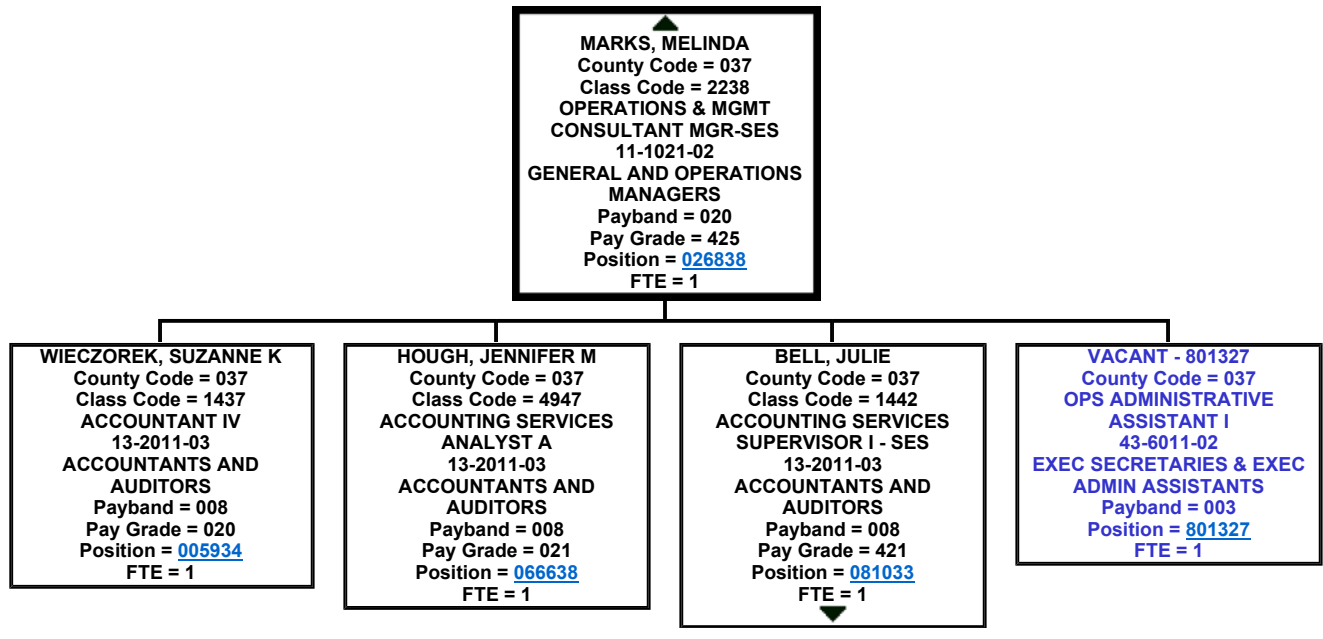 MARKS, MELINDA
County Code = 037
Class Code = 2238
OPERATIONS & MGMT
CONSULTANT MGR-SES
11-1021-02
GENERAL AND OPERATIONS
MANAGERS
Payband = 020
Pay Grade = 425
Position = 026838
FTE = 1
WIECZOREK, SUZANNE K
County Code = 037
Class Code = 1437
ACCOUNTANT IV
13-2011-03
ACCOUNTANTS AND
AUDITORS
Payband = 008
Pay Grade = 020
Position = 005934
FTE = 1
HOUGH, JENNIFER M
County Code = 037
Class Code = 4947
ACCOUNTING SERVICES
ANALYST A
13-2011-03
ACCOUNTANTS AND
AUDITORS
Payband = 008
Pay Grade = 021
Position = 066638
FTE = 1
BELL, JULIE
County Code = 037
Class Code = 1442
ACCOUNTING SERVICES
SUPERVISOR I - SES
13-2011-03
ACCOUNTANTS AND
AUDITORS
Payband = 008
Pay Grade = 421
Position = 081033
FTE = 1
VACANT - 801327
County Code = 037
OPS ADMINISTRATIVE
ASSISTANT I
43-6011-02
EXEC SECRETARIES & EXEC
ADMIN ASSISTANTS
Payband = 003
Position = 801327
FTE = 1